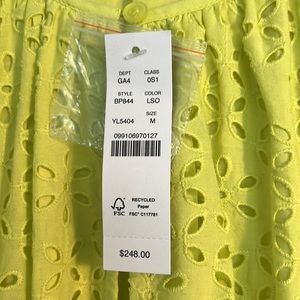 DEPT CLASS
GA4 0S1
STYLE COLOR
BP844 LSO
SIZE
YL5404 M
099106970127
FSC
RECYCLED
Paper
FSC® C117781
$248.00